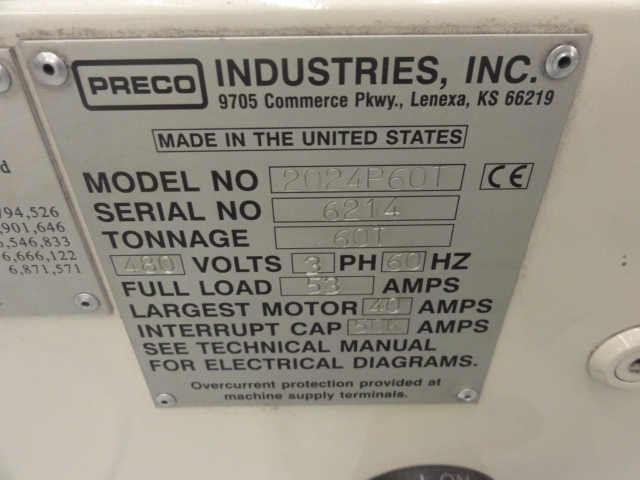 PRECO INDUSTRIES, INC.
9705 Commerce Pkwy., Lenexa, KS 66219
MADE IN THE UNITED STATES
MODEL NO 2024P60T CE
SERIAL NO 6214
TONNAGE 60T
480 VOLTS 3 PH 60 HZ
FULL LOAD 53 AMPS
LARGEST MOTOR 40 AMPS
INTERRUPT CAP 50K AMPS
SEE TECHNICAL MANUAL
FOR ELECTRICAL DIAGRAMS.
Overcurrent protection provided at
machine supply terminals.
d
794,526
,901,646
6,546,833
6,666,122
6,871,571
ON